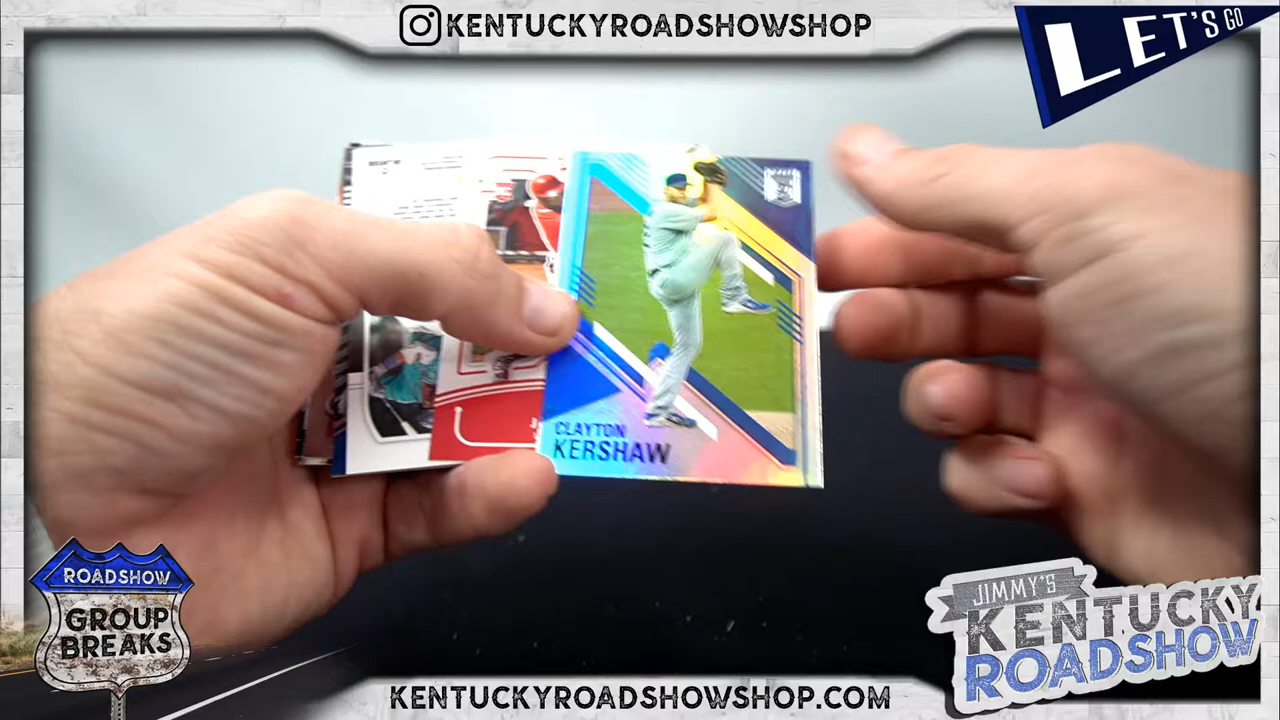 KENTUCKYROADSHOWSHOP
LET'S GO
CLAYTON
KERSHAW
ROADSHOW
GROUP
BREAKS
JIMMY'S
KENTUCKY
ROADSHOW
KENTUCKYROADSHOWSHOP.COM